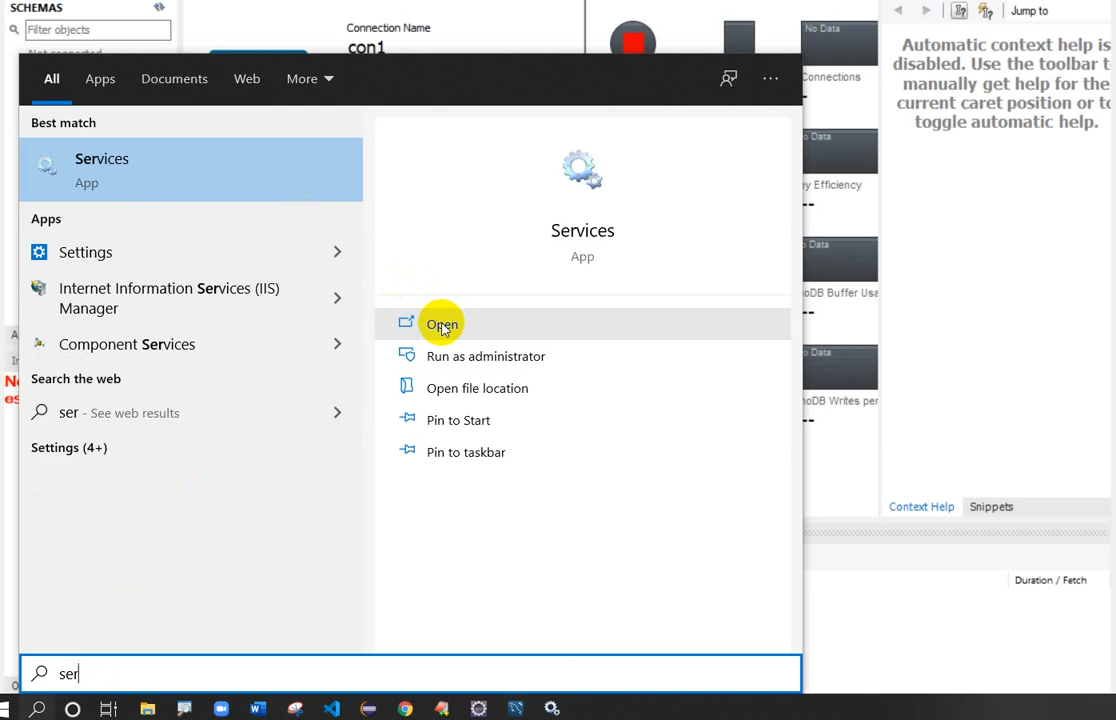 SCHEMAS
Filter objects
Connection Name
con1
No Data
Connections
--
Data
ey Efficiency
--
Data
oDB Buffer Usa
--
Data
oDB Writes per
--
Jump to
Automatic context help is
disabled. Use the toolbar t
manually get help for the
current caret position or to
toggle automatic help.
Context Help
Snippets
Duration / Fetch
All
Apps
Documents
Web
More
Best match
Services
App
Apps
Settings
Internet Information Services (IIS)
Manager
Component Services
Search the web
ser - See web results
Settings (4+)
Services
App
Open
Run as administrator
Open file location
Pin to Start
Pin to taskbar
ser